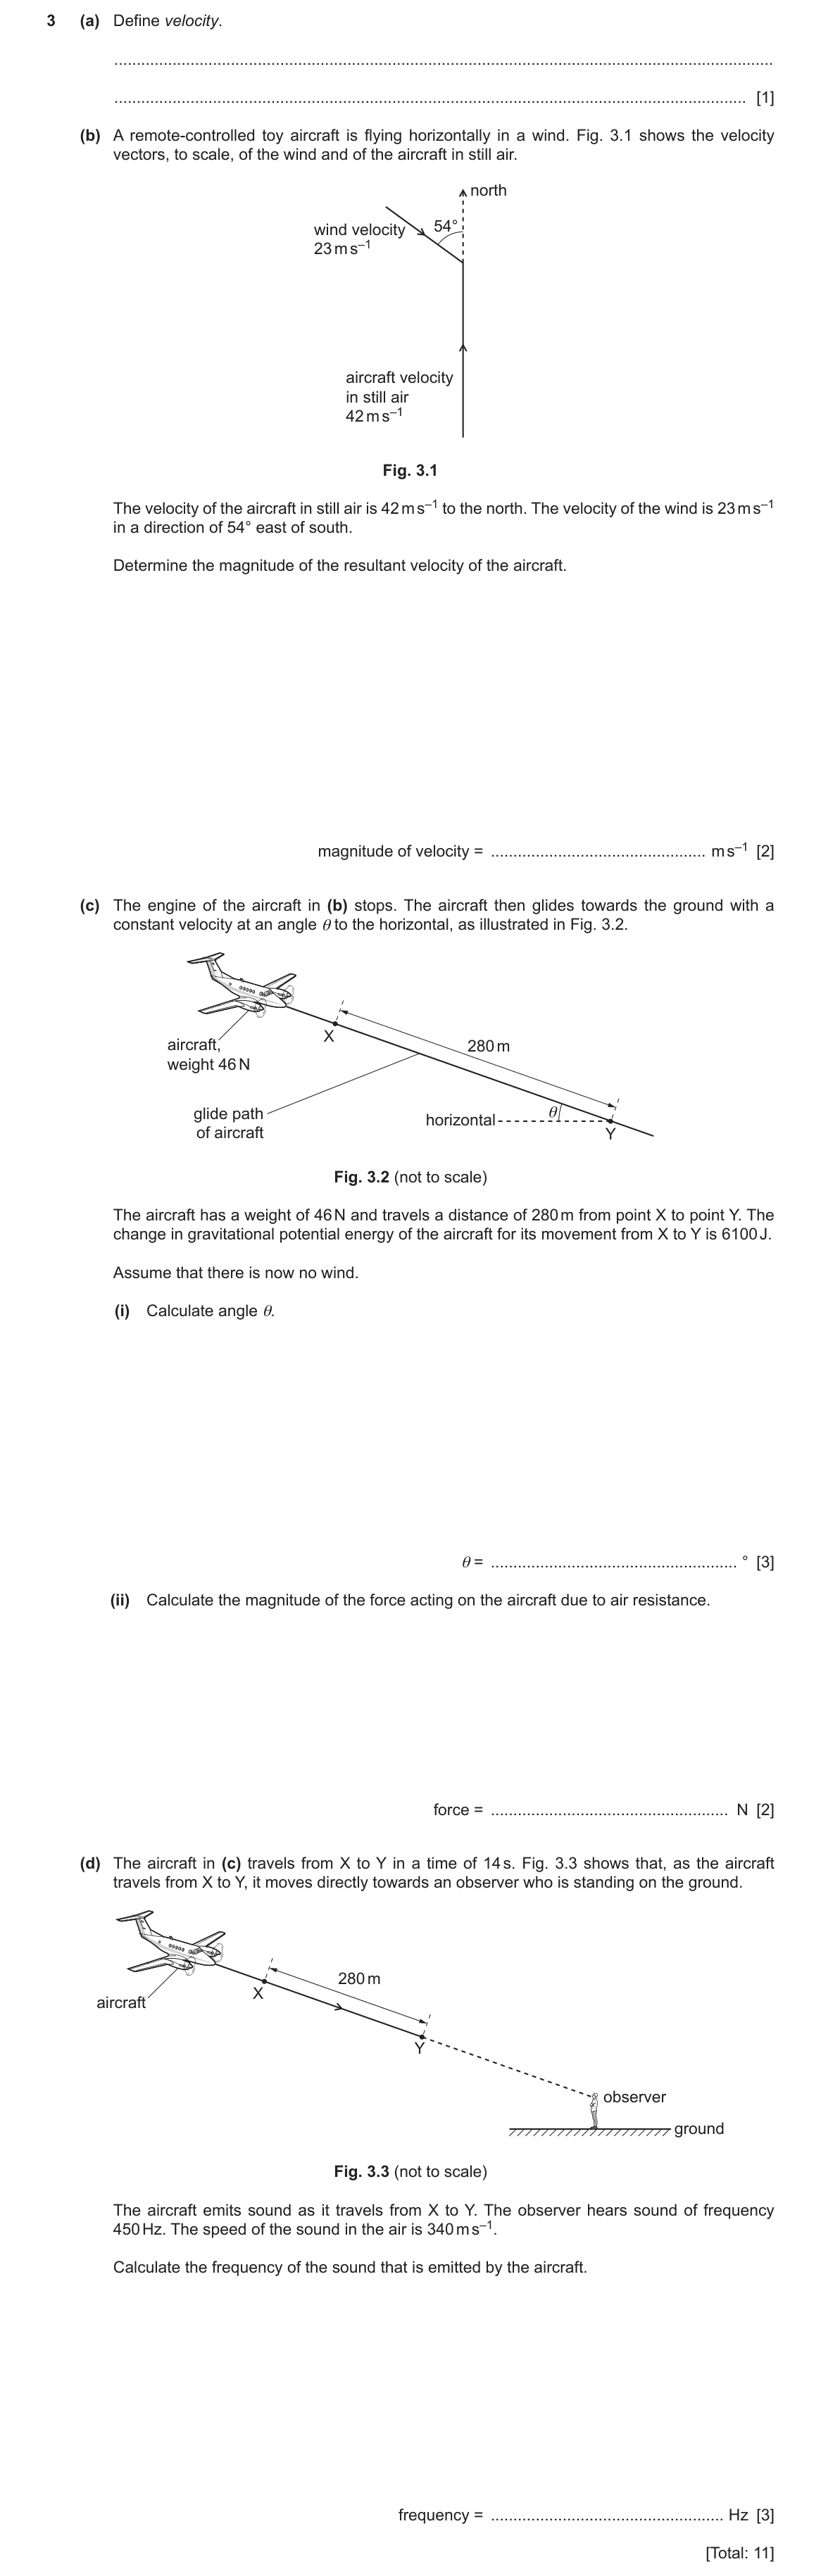 3 (a) Define velocity.
.................................................................................................................................................
........................................................................................................................................... [1]
(b) A remote-controlled toy aircraft is flying horizontally in a wind. Fig. 3.1 shows the velocity
vectors, to scale, of the wind and of the aircraft in still air.
north
54°
wind velocity
23 m s⁻¹
aircraft velocity
in still air
42 m s⁻¹
Fig. 3.1
The velocity of the aircraft in still air is 42 m s⁻¹ to the north. The velocity of the wind is 23 m s⁻¹
in a direction of 54° east of south.
Determine the magnitude of the resultant velocity of the aircraft.
magnitude of velocity = ................................................ m s⁻¹ [2]
(c) The engine of the aircraft in (b) stops. The aircraft then glides towards the ground with a
constant velocity at an angle θ to the horizontal, as illustrated in Fig. 3.2.
X
280 m
aircraft,
weight 46 N
glide path
of aircraft
horizontal
θ
Y
Fig. 3.2 (not to scale)
The aircraft has a weight of 46 N and travels a distance of 280 m from point X to point Y. The
change in gravitational potential energy of the aircraft for its movement from X to Y is 6100 J.
Assume that there is now no wind.
(i) Calculate angle θ.
θ = ....................................................... ° [3]
(ii) Calculate the magnitude of the force acting on the aircraft due to air resistance.
force = ..................................................... N [2]
(d) The aircraft in (c) travels from X to Y in a time of 14 s. Fig. 3.3 shows that, as the aircraft
travels from X to Y, it moves directly towards an observer who is standing on the ground.
280 m
X
aircraft
Y
observer
ground
Fig. 3.3 (not to scale)
The aircraft emits sound as it travels from X to Y. The observer hears sound of frequency
450 Hz. The speed of the sound in the air is 340 m s⁻¹.
Calculate the frequency of the sound that is emitted by the aircraft.
frequency = .................................................... Hz [3]
[Total: 11]